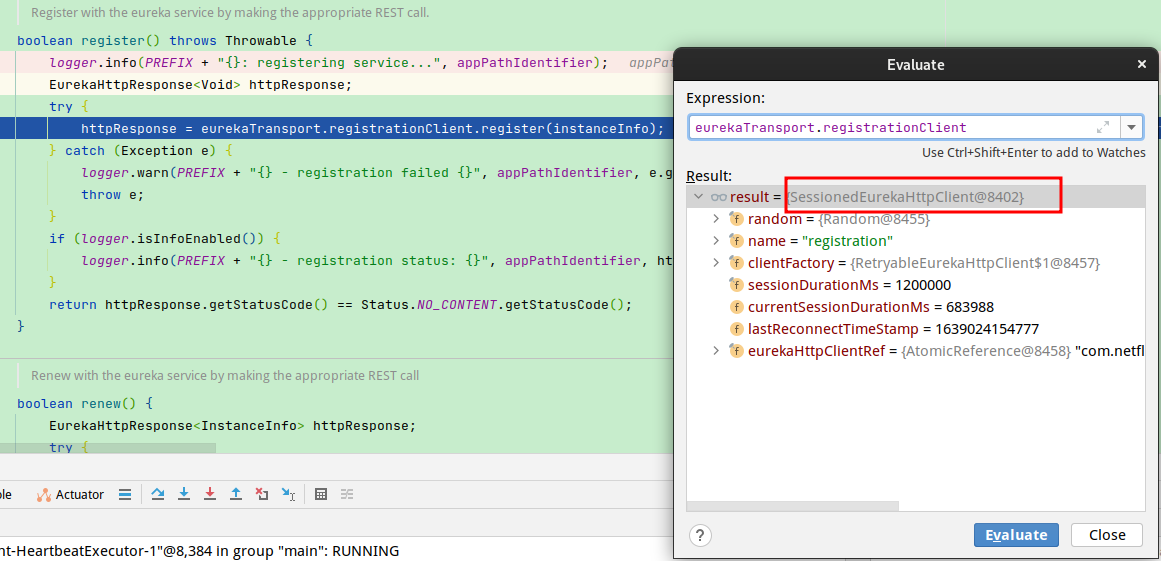 Register with the eureka service by making the appropriate REST call.
boolean register() throws Throwable {
logger.info(PREFIX + "{}: registering service...", appPathIdentifier);
EurekaHttpResponse<Void> httpResponse;
try {
httpResponse = eurekaTransport.registrationClient.register(instanceInfo);
} catch (Exception e) {
logger.warn(PREFIX + "{} - registration failed {}", appPathIdentifier, e.g
throw e;
}
if (logger.isInfoEnabled()) {
logger.info(PREFIX + "{} - registration status: {}", appPathIdentifier, ht
}
return httpResponse.getStatusCode() == Status.NO_CONTENT.getStatusCode();
}
Renew with the eureka service by making the appropriate REST call
boolean renew() {
EurekaHttpResponse<InstanceInfo> httpResponse;
try {
Actuator
nt-HeartbeatExecutor-1"@8,384 in group "main": RUNNING
Evaluate
×
Expression:
eurekaTransport.registrationClient
Use Ctrl+Shift+Enter to add to Watches
Result:
result = {SessionedEurekaHttpClient@8402}
random = {Random@8455}
name = "registration"
clientFactory = {RetryableEurekaHttpClient$1@8457}
sessionDurationMs = 1200000
currentSessionDurationMs = 683988
lastReconnectTimeStamp = 1639024154777
eurekaHttpClientRef = {AtomicReference@8458} "com.netfl
?
Evaluate
Close